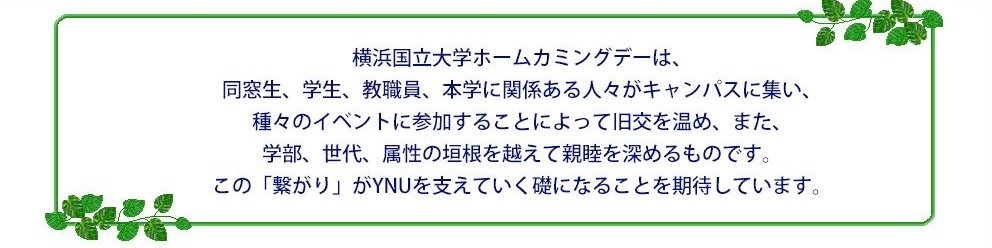 横浜国立大学ホームカミングデーは、
同窓生、学生、教職員、本学に関係ある人々がキャンパスに集い、
種々のイベントに参加することによって旧交を温め、また、
学部、世代、属性の垣根を越えて親睦を深めるものです。
この「繋がり」がYNUを支えていく礎になることを期待しています。